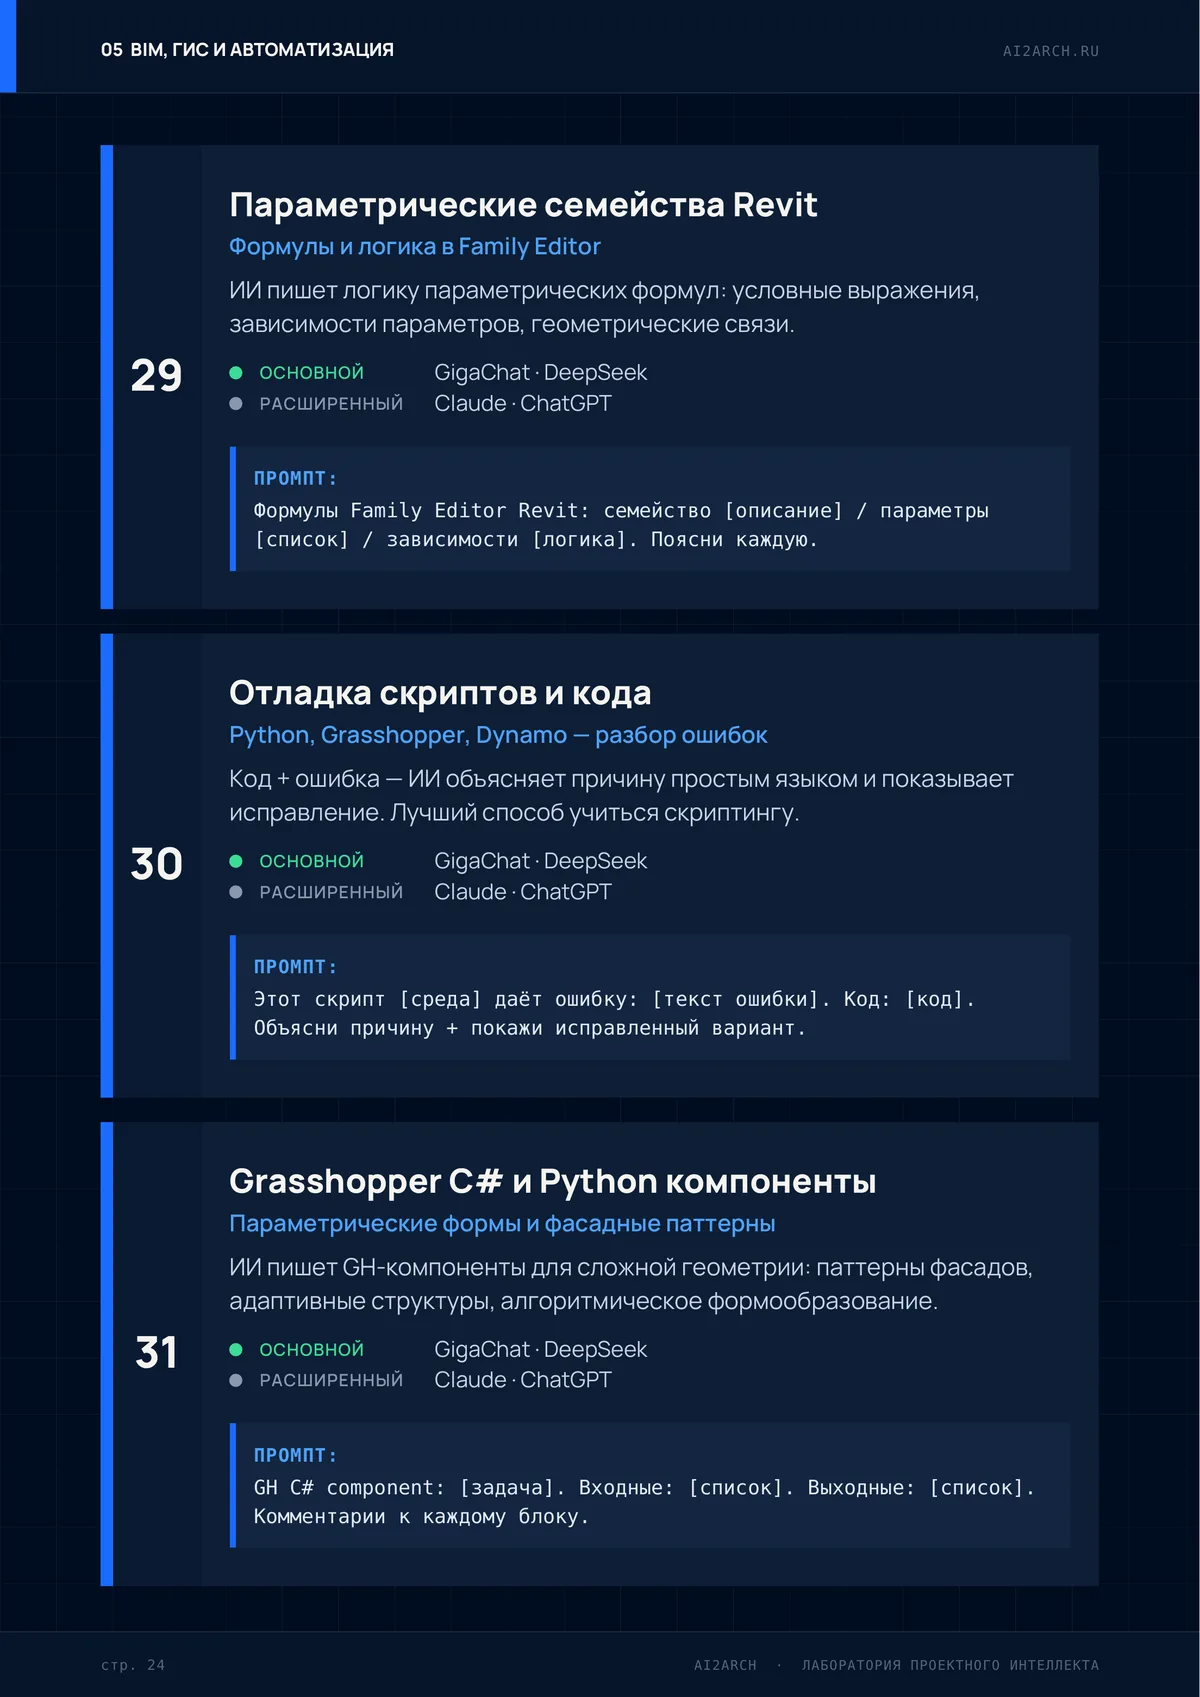 05 BIM, ГИС И АВТОМАТИЗАЦИЯ
AI2ARCH.RU
29
Параметрические семейства Revit
Формулы и логика в Family Editor
ИИ пишет логику параметрических формул: условные выражения,
зависимости параметров, геометрические связи.
ОСНОВНОЙ GigaChat · DeepSeek
РАСШИРЕННЫЙ Claude · ChatGPT
ПРОМПТ:
Формулы Family Editor Revit: семейство [описание] / параметры
[список] / зависимости [логика]. Поясни каждую.
30
Отладка скриптов и кода
Python, Grasshopper, Dynamo — разбор ошибок
Код + ошибка — ИИ объясняет причину простым языком и показывает
исправление. Лучший способ учиться скриптингу.
ОСНОВНОЙ GigaChat · DeepSeek
РАСШИРЕННЫЙ Claude · ChatGPT
ПРОМПТ:
Этот скрипт [среда] даёт ошибку: [текст ошибки]. Код: [код].
Объясни причину + покажи исправленный вариант.
31
Grasshopper C# и Python компоненты
Параметрические формы и фасадные паттерны
ИИ пишет GH-компоненты для сложной геометрии: паттерны фасадов,
адаптивные структуры, алгоритмическое формообразование.
ОСНОВНОЙ GigaChat · DeepSeek
РАСШИРЕННЫЙ Claude · ChatGPT
ПРОМПТ:
GH C# component: [задача]. Входные: [список]. Выходные: [список].
Комментарии к каждому блоку.
стр. 24
AI2ARCH · ЛАБОРАТОРИЯ ПРОЕКТНОГО ИНТЕЛЛЕКТА